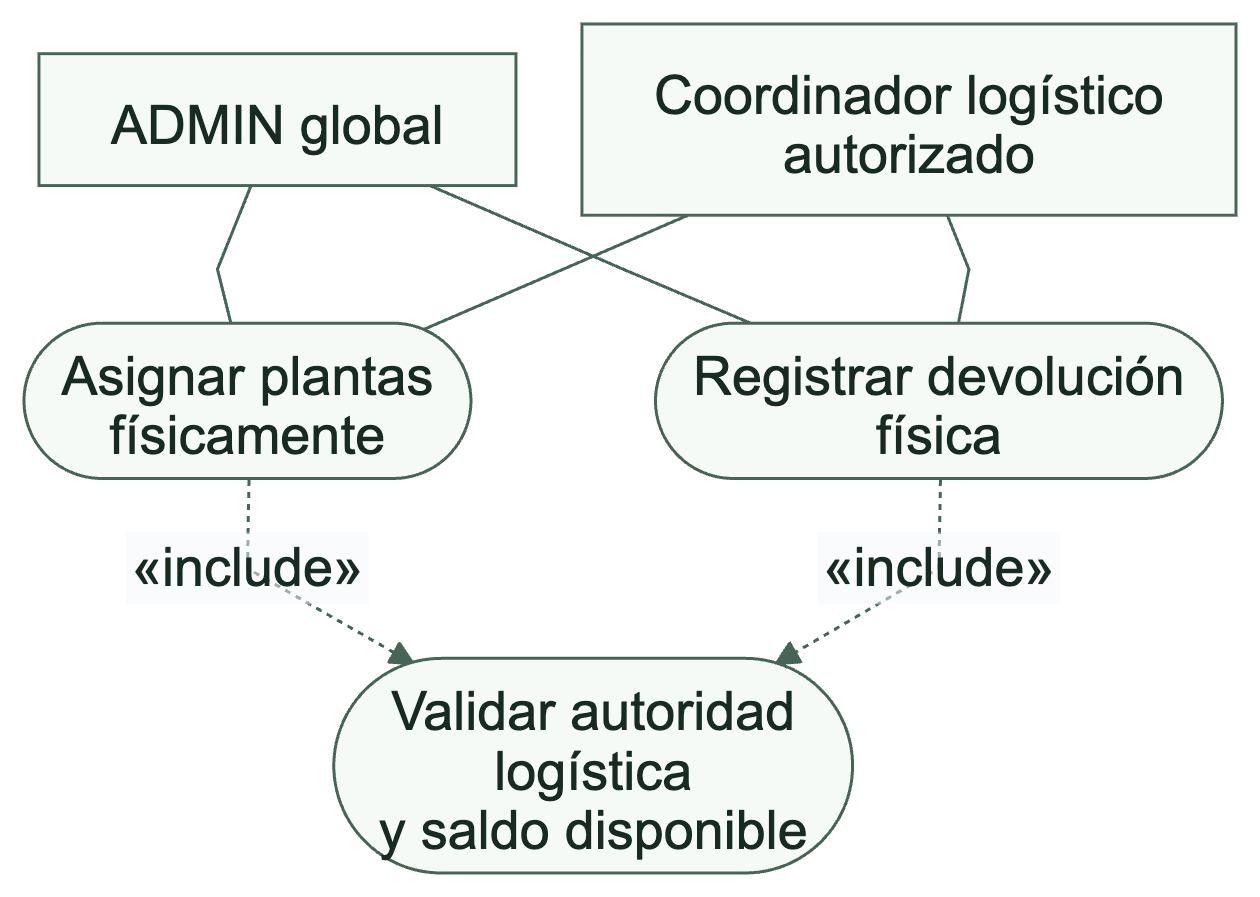 ADMIN global
Coordinador logístico
autorizado
Asignar plantas
físicamente
Registrar devolución
física
«include»
«include»
Validar autoridad
logística
y saldo disponible